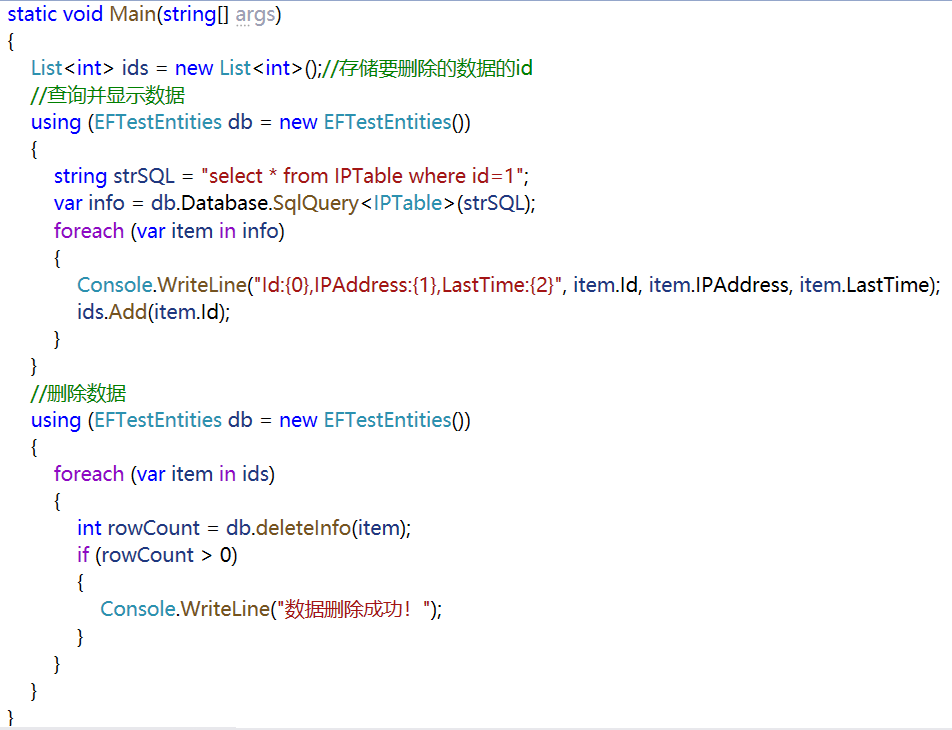 static void Main(string[] args)
{
    List<int> ids = new List<int>();//存储要删除的数据的id
    //查询并显示数据
    using (EFTestEntities db = new EFTestEntities())
    {
        string strSQL = "select * from IPTable where id=1";
        var info = db.Database.SqlQuery<IPTable>(strSQL);
        foreach (var item in info)
        {
            Console.WriteLine("Id:{0},IPAddress:{1},LastTime:{2}", item.Id, item.IPAddress, item.LastTime);
            ids.Add(item.Id);
        }
    }
    //删除数据
    using (EFTestEntities db = new EFTestEntities())
    {
        foreach (var item in ids)
        {
            int rowCount = db.deleteInfo(item);
            if (rowCount > 0)
            {
                Console.WriteLine("数据删除成功！");
            }
        }
    }
}